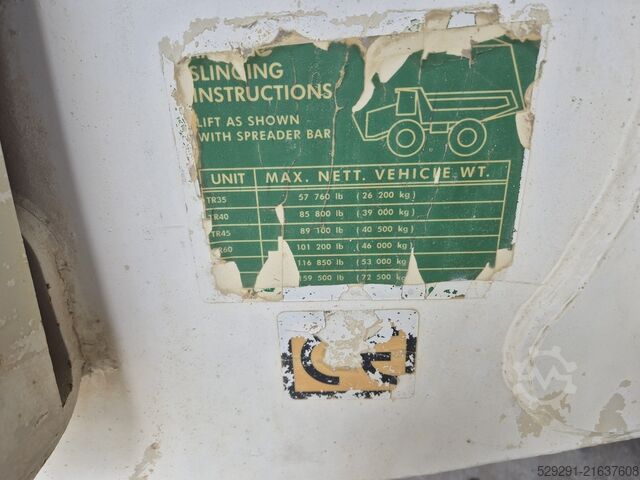 SLINGING
INSTRUCTIONS
LIFT AS SHOWN
WITH SPREADER BAR
UNIT MAX. NETT. VEHICLE WT.
TR35 57 760 lb ( 26 200 kg )
TR40 85 800 lb ( 39 000 kg )
TR45 89 100 lb ( 40 500 kg )
R60 101 200 lb ( 46 000 kg )
116 850 lb ( 53 000 kg )
159 500 lb ( 72 500 kg )
CE
529291-21637608